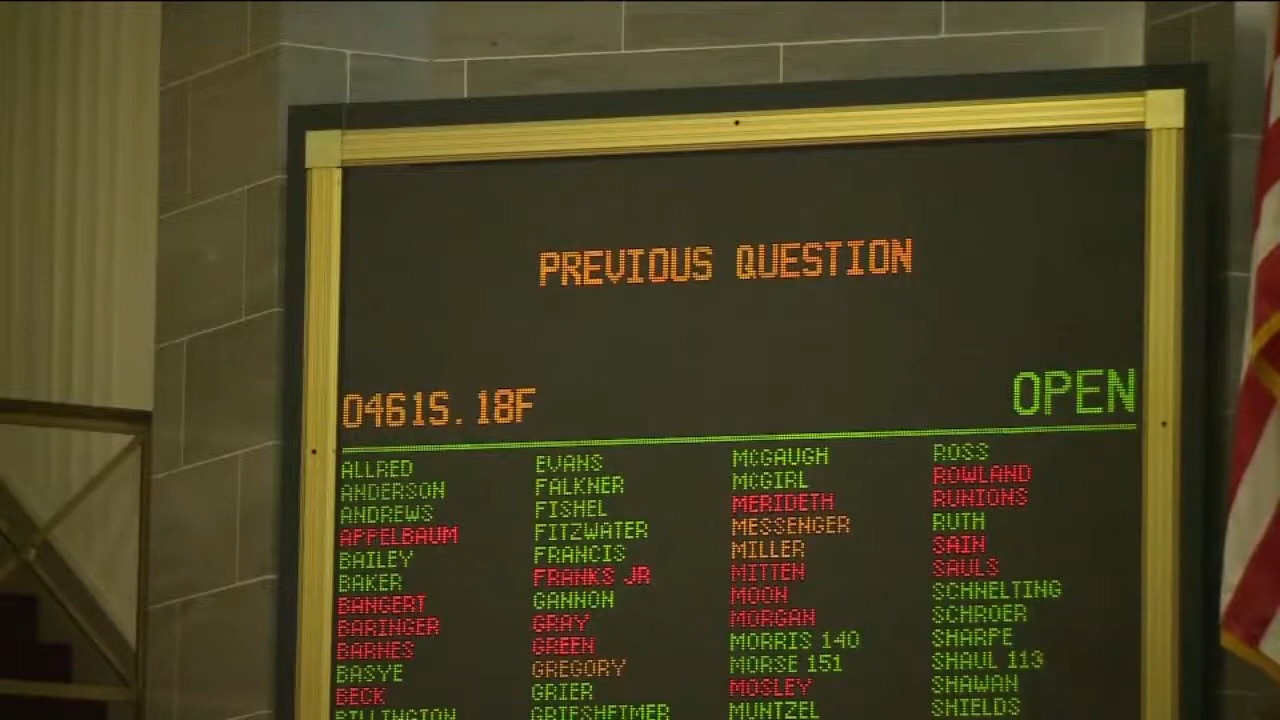 PREVIOUS QUESTION
04615.18F
OPEN
ALLRED
ANDERSON
ANDREWS
APPELBAUM
BAILEY
BAKER
BANGERT
BARINGER
BARNES
BASYE
BECK
BILLINGTON
EVANS
FALKNER
FISHEL
FITZWATER
FRANCIS
FRANKS JR
GANNON
GRAY
GREEN
GREGORY
GRIER
GRIESHEIMER
MCGAUGH
MCGIRL
MERIDETH
MESSENGER
MILLER
MITTEN
MOON
MORGAN
MORRIS 140
MORSE 151
MOSLEY
MUNTZEL
ROSS
ROWLAND
RUNIONS
RUTH
SAIN
SAULS
SCHNELTING
SCHROER
SHARPE
SHAUL 113
SHAWAN
SHIELDS